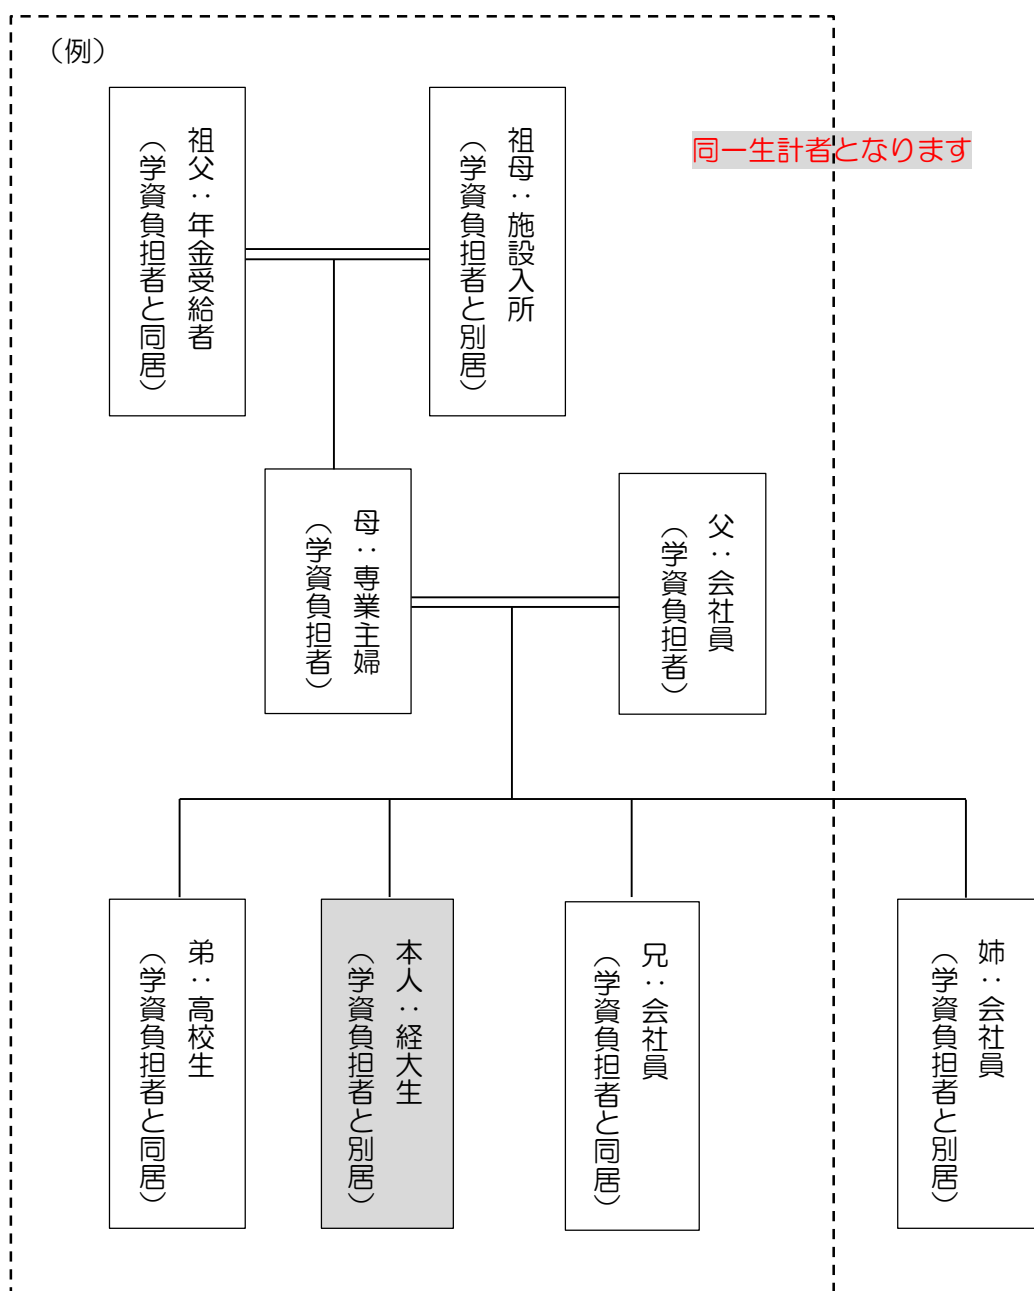 （例）
同一生計者となります
祖父：年金受給者
（学資負担者と同居）
祖母：施設入所
（学資負担者と別居）
母：専業主婦
（学資負担者）
父：会社員
（学資負担者）
弟：高校生
（学資負担者と同居）
本人：経大生
（学資負担者と別居）
兄：会社員
（学資負担者と同居）
姉：会社員
（学資負担者と別居）